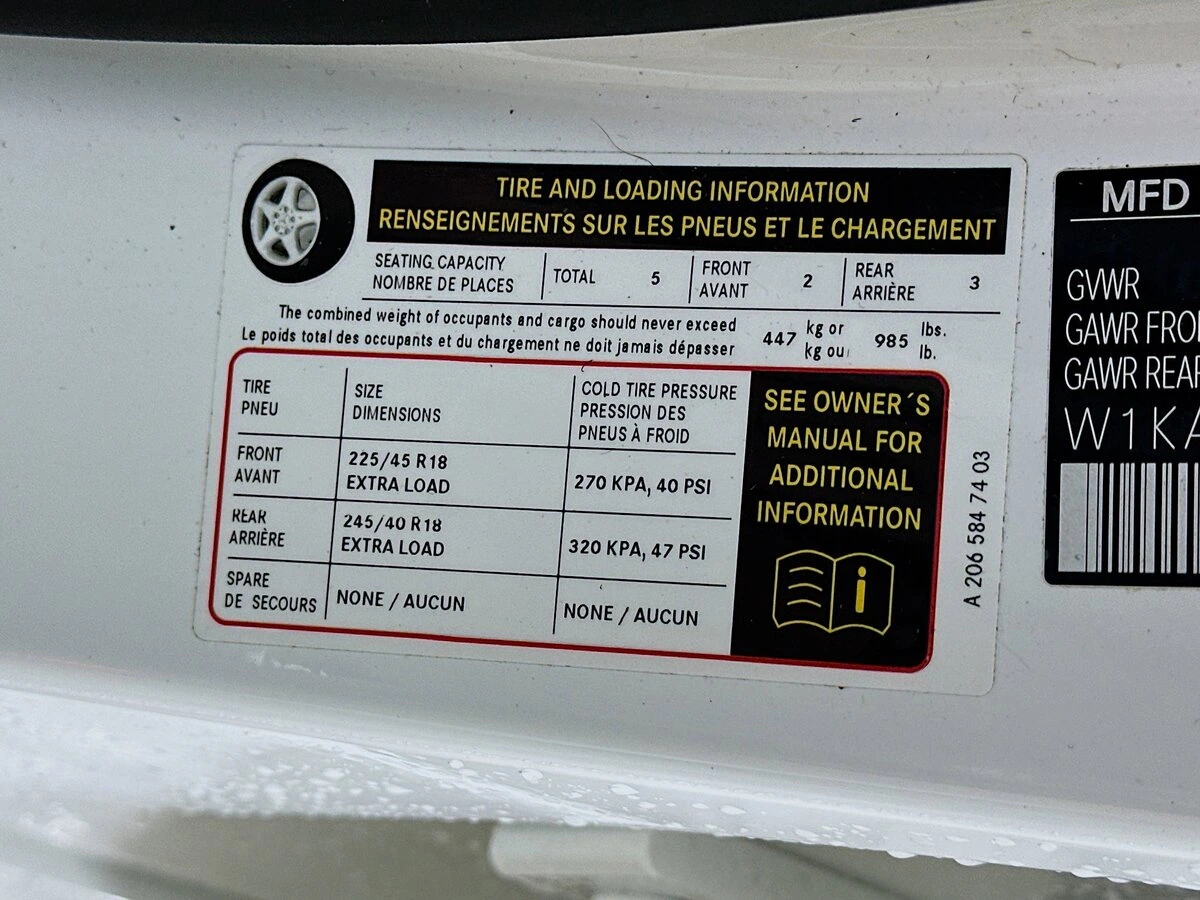 TIRE AND LOADING INFORMATION
RENSEIGNEMENTS SUR LES PNEUS ET LE CHARGEMENT
SEATING CAPACITY
NOMBRE DE PLACES
TOTAL 5
FRONT
AVANT
2
REAR
ARRIÈRE
3
The combined weight of occupants and cargo should never exceed
Le poids total des occupants et du chargement ne doit jamais dépasser
447
kg or
kg ou
985
lbs.
lb.
TIRE
PNEU
SIZE
DIMENSIONS
COLD TIRE PRESSURE
PRESSION DES
PNEUS À FROID
FRONT
AVANT
225/45 R18
EXTRA LOAD
270 KPA, 40 PSI
REAR
ARRIÈRE
245/40 R18
EXTRA LOAD
320 KPA, 47 PSI
SPARE
DE SECOURS
NONE / AUCUN
NONE / AUCUN
SEE OWNER´S
MANUAL FOR
ADDITIONAL
INFORMATION
A 206 584 74 03
MFD
GVWR
GAWR
GAWR REAR
W1KA